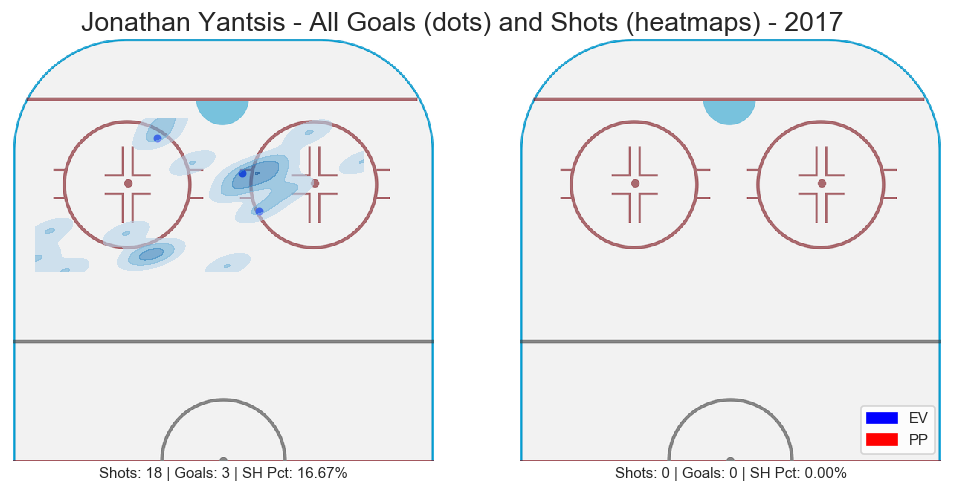 Jonathan Yantsis - All Goals (dots) and Shots (heatmaps) - 2017
EV
PP
Shots: 18 | Goals: 3 | SH Pct: 16.67%
Shots: 0 | Goals: 0 | SH Pct: 0.00%